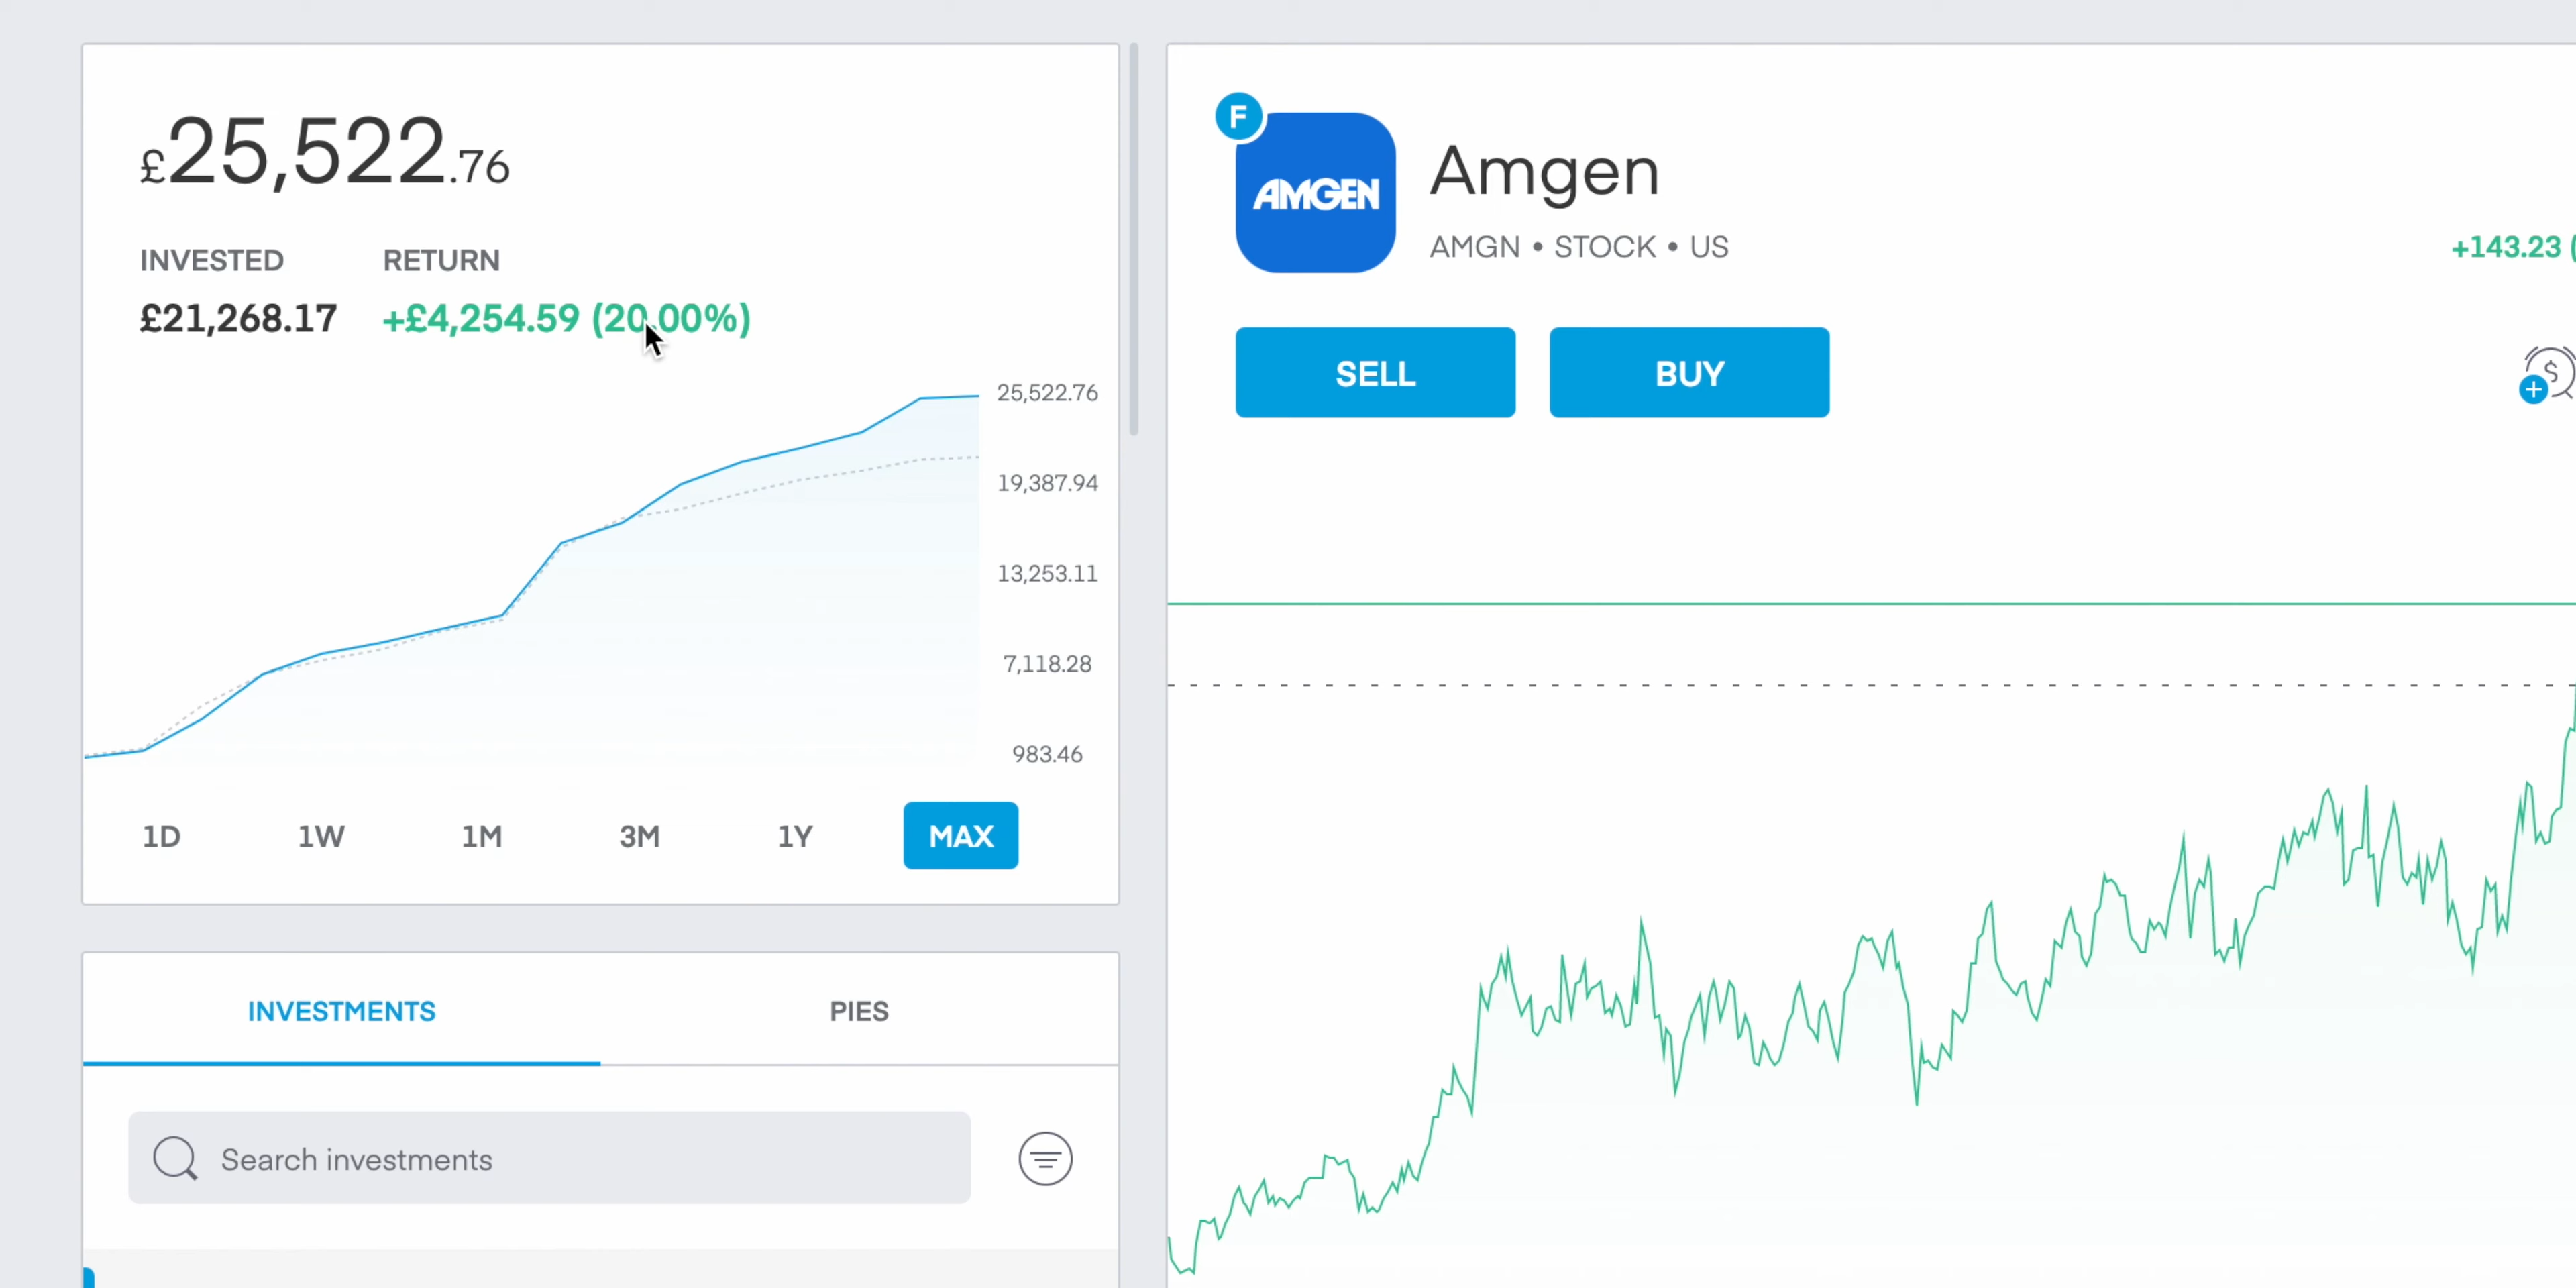 £25,522.76
INVESTED RETURN
£21,268.17 +£4,254.59 (20.00%)
25,522.76
19,387.94
13,253.11
7,118.28
983.46
1D 1W 1M 3M 1Y MAX
INVESTMENTS PIES
Search investments
F
AMGEN
Amgen
AMGN • STOCK • US
+143.23 (
SELL BUY
$